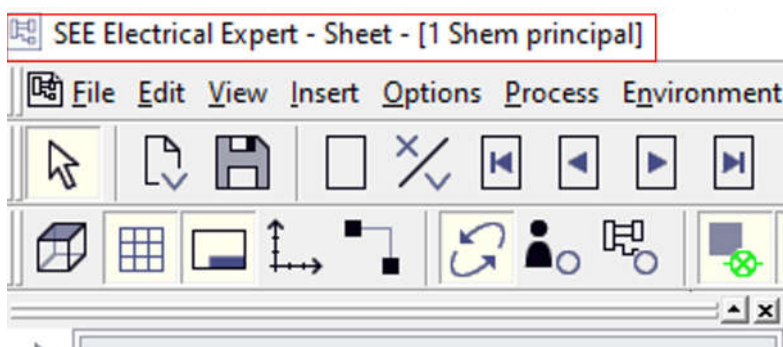 SEE Electrical Expert - Sheet - [1 Shem principal]
File Edit View Insert Options Process Environment